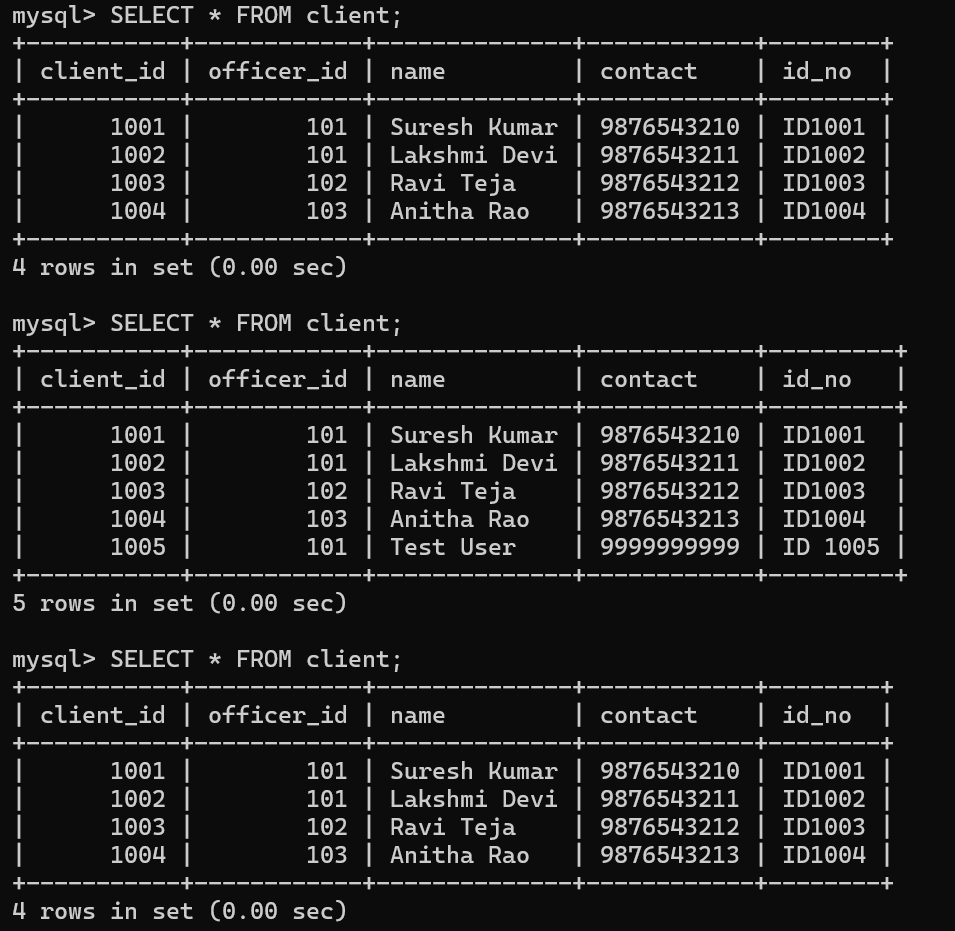 mysql> SELECT * FROM client;
+-----------+------------+--------------+------------+--------+
| client_id | officer_id | name         | contact    | id_no  |
+-----------+------------+--------------+------------+--------+
|      1001 |        101 | Suresh Kumar | 9876543210 | ID1001 |
|      1002 |        101 | Lakshmi Devi | 9876543211 | ID1002 |
|      1003 |        102 | Ravi Teja    | 9876543212 | ID1003 |
|      1004 |        103 | Anitha Rao   | 9876543213 | ID1004 |
+-----------+------------+--------------+------------+--------+
4 rows in set (0.00 sec)

mysql> SELECT * FROM client;
+-----------+------------+--------------+------------+---------+
| client_id | officer_id | name         | contact    | id_no   |
+-----------+------------+--------------+------------+---------+
|      1001 |        101 | Suresh Kumar | 9876543210 | ID1001  |
|      1002 |        101 | Lakshmi Devi | 9876543211 | ID1002  |
|      1003 |        102 | Ravi Teja    | 9876543212 | ID1003  |
|      1004 |        103 | Anitha Rao   | 9876543213 | ID1004  |
|      1005 |        101 | Test User    | 9999999999 | ID 1005 |
+-----------+------------+--------------+------------+---------+
5 rows in set (0.00 sec)

mysql> SELECT * FROM client;
+-----------+------------+--------------+------------+--------+
| client_id | officer_id | name         | contact    | id_no  |
+-----------+------------+--------------+------------+--------+
|      1001 |        101 | Suresh Kumar | 9876543210 | ID1001 |
|      1002 |        101 | Lakshmi Devi | 9876543211 | ID1002 |
|      1003 |        102 | Ravi Teja    | 9876543212 | ID1003 |
|      1004 |        103 | Anitha Rao   | 9876543213 | ID1004 |
+-----------+------------+--------------+------------+--------+
4 rows in set (0.00 sec)